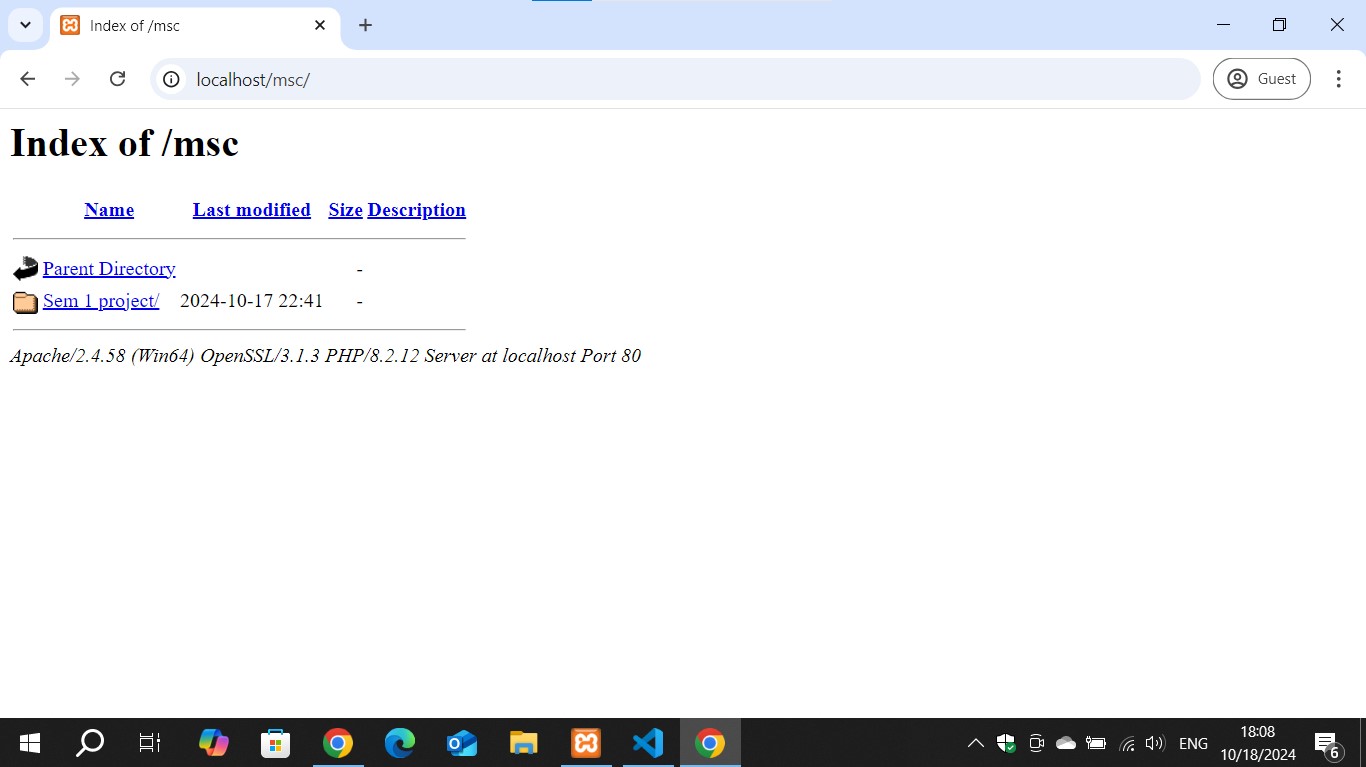 Index of /msc
localhost/msc/
Guest
Index of /msc
Name Last modified Size Description
Parent Directory -
Sem 1 project/ 2024-10-17 22:41 -
Apache/2.4.58 (Win64) OpenSSL/3.1.3 PHP/8.2.12 Server at localhost Port 80
ENG
18:08
10/18/2024
6